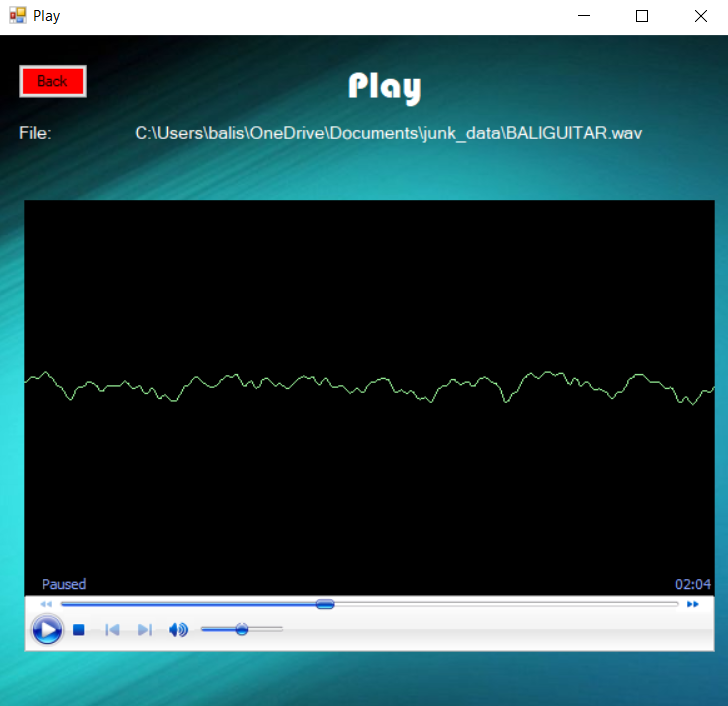 Play
Back
Play
File: C:\Users\balis\OneDrive\Documents\junk_data\BALIGUITAR.wav
Paused 02:04